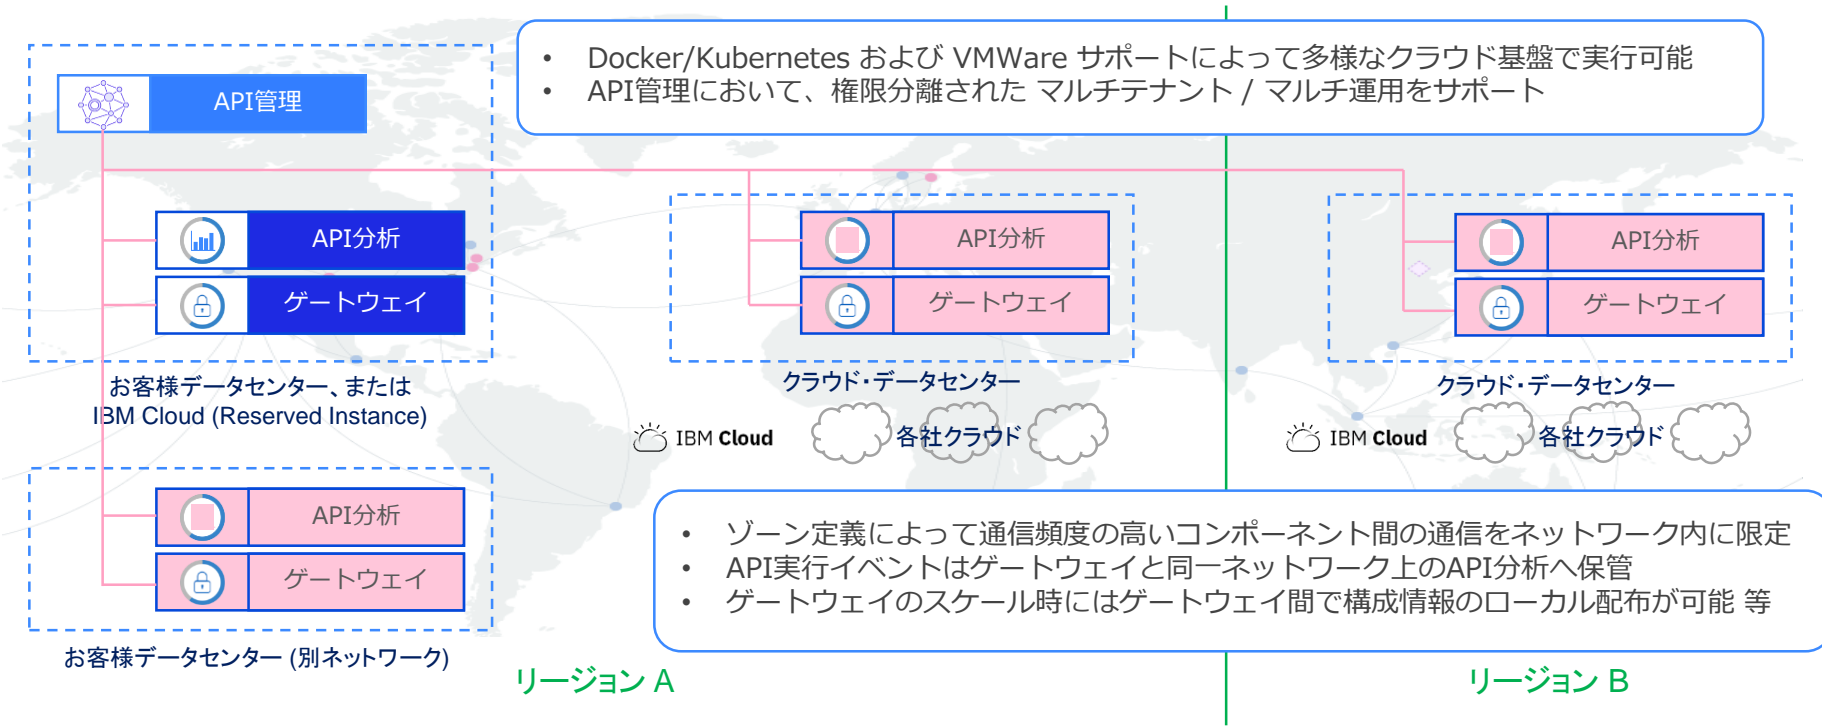 • Docker/Kubernetes および VMWare サポートによって多様なクラウド基盤で実行可能
• API管理において、権限分離された マルチテナント / マルチ運用をサポート
API管理
API分析
ゲートウェイ
お客様データセンター、または
IBM Cloud (Reserved Instance)
API分析
ゲートウェイ
クラウド・データセンター
IBM Cloud
各社クラウド
API分析
ゲートウェイ
クラウド・データセンター
IBM Cloud
各社クラウド
API分析
ゲートウェイ
お客様データセンター (別ネットワーク)
• ゾーン定義によって通信頻度の高いコンポーネント間の通信をネットワーク内に限定
• API実行イベントはゲートウェイと同一ネットワーク上のAPI分析へ保管
• ゲートウェイのスケール時にはゲートウェイ間で構成情報のローカル配布が可能 等
リージョン A
リージョン B